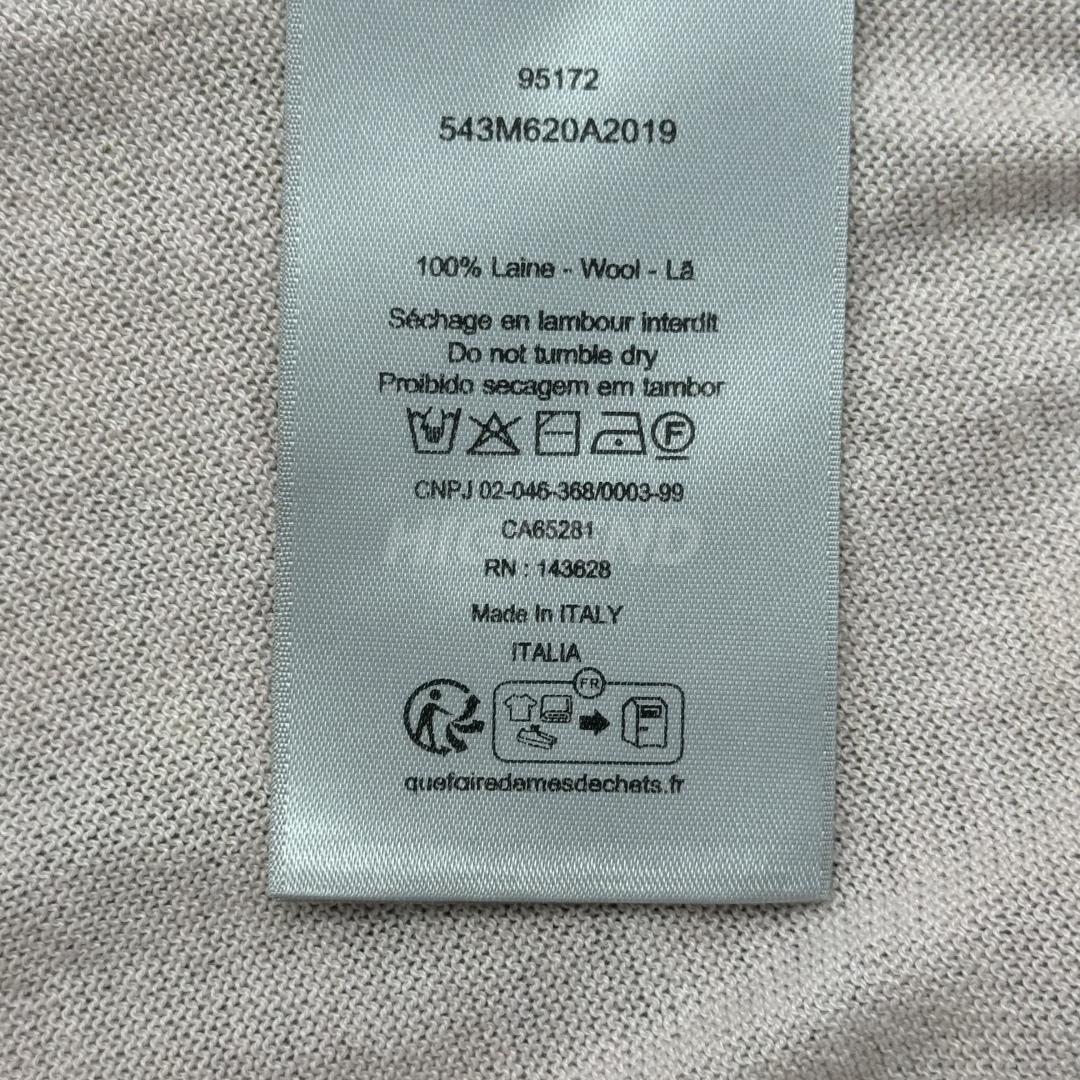 95172
543M620A2019
100% Laine - Wool - Lã
Séchage en tambour interdit
Do not tumble dry
Proibido secagem em tambor
F
CNPJ 02-046-368/0003-99
CA65281
RN : 143628
Made In ITALY
ITALIA
FR
quefairedemesdechets.fr